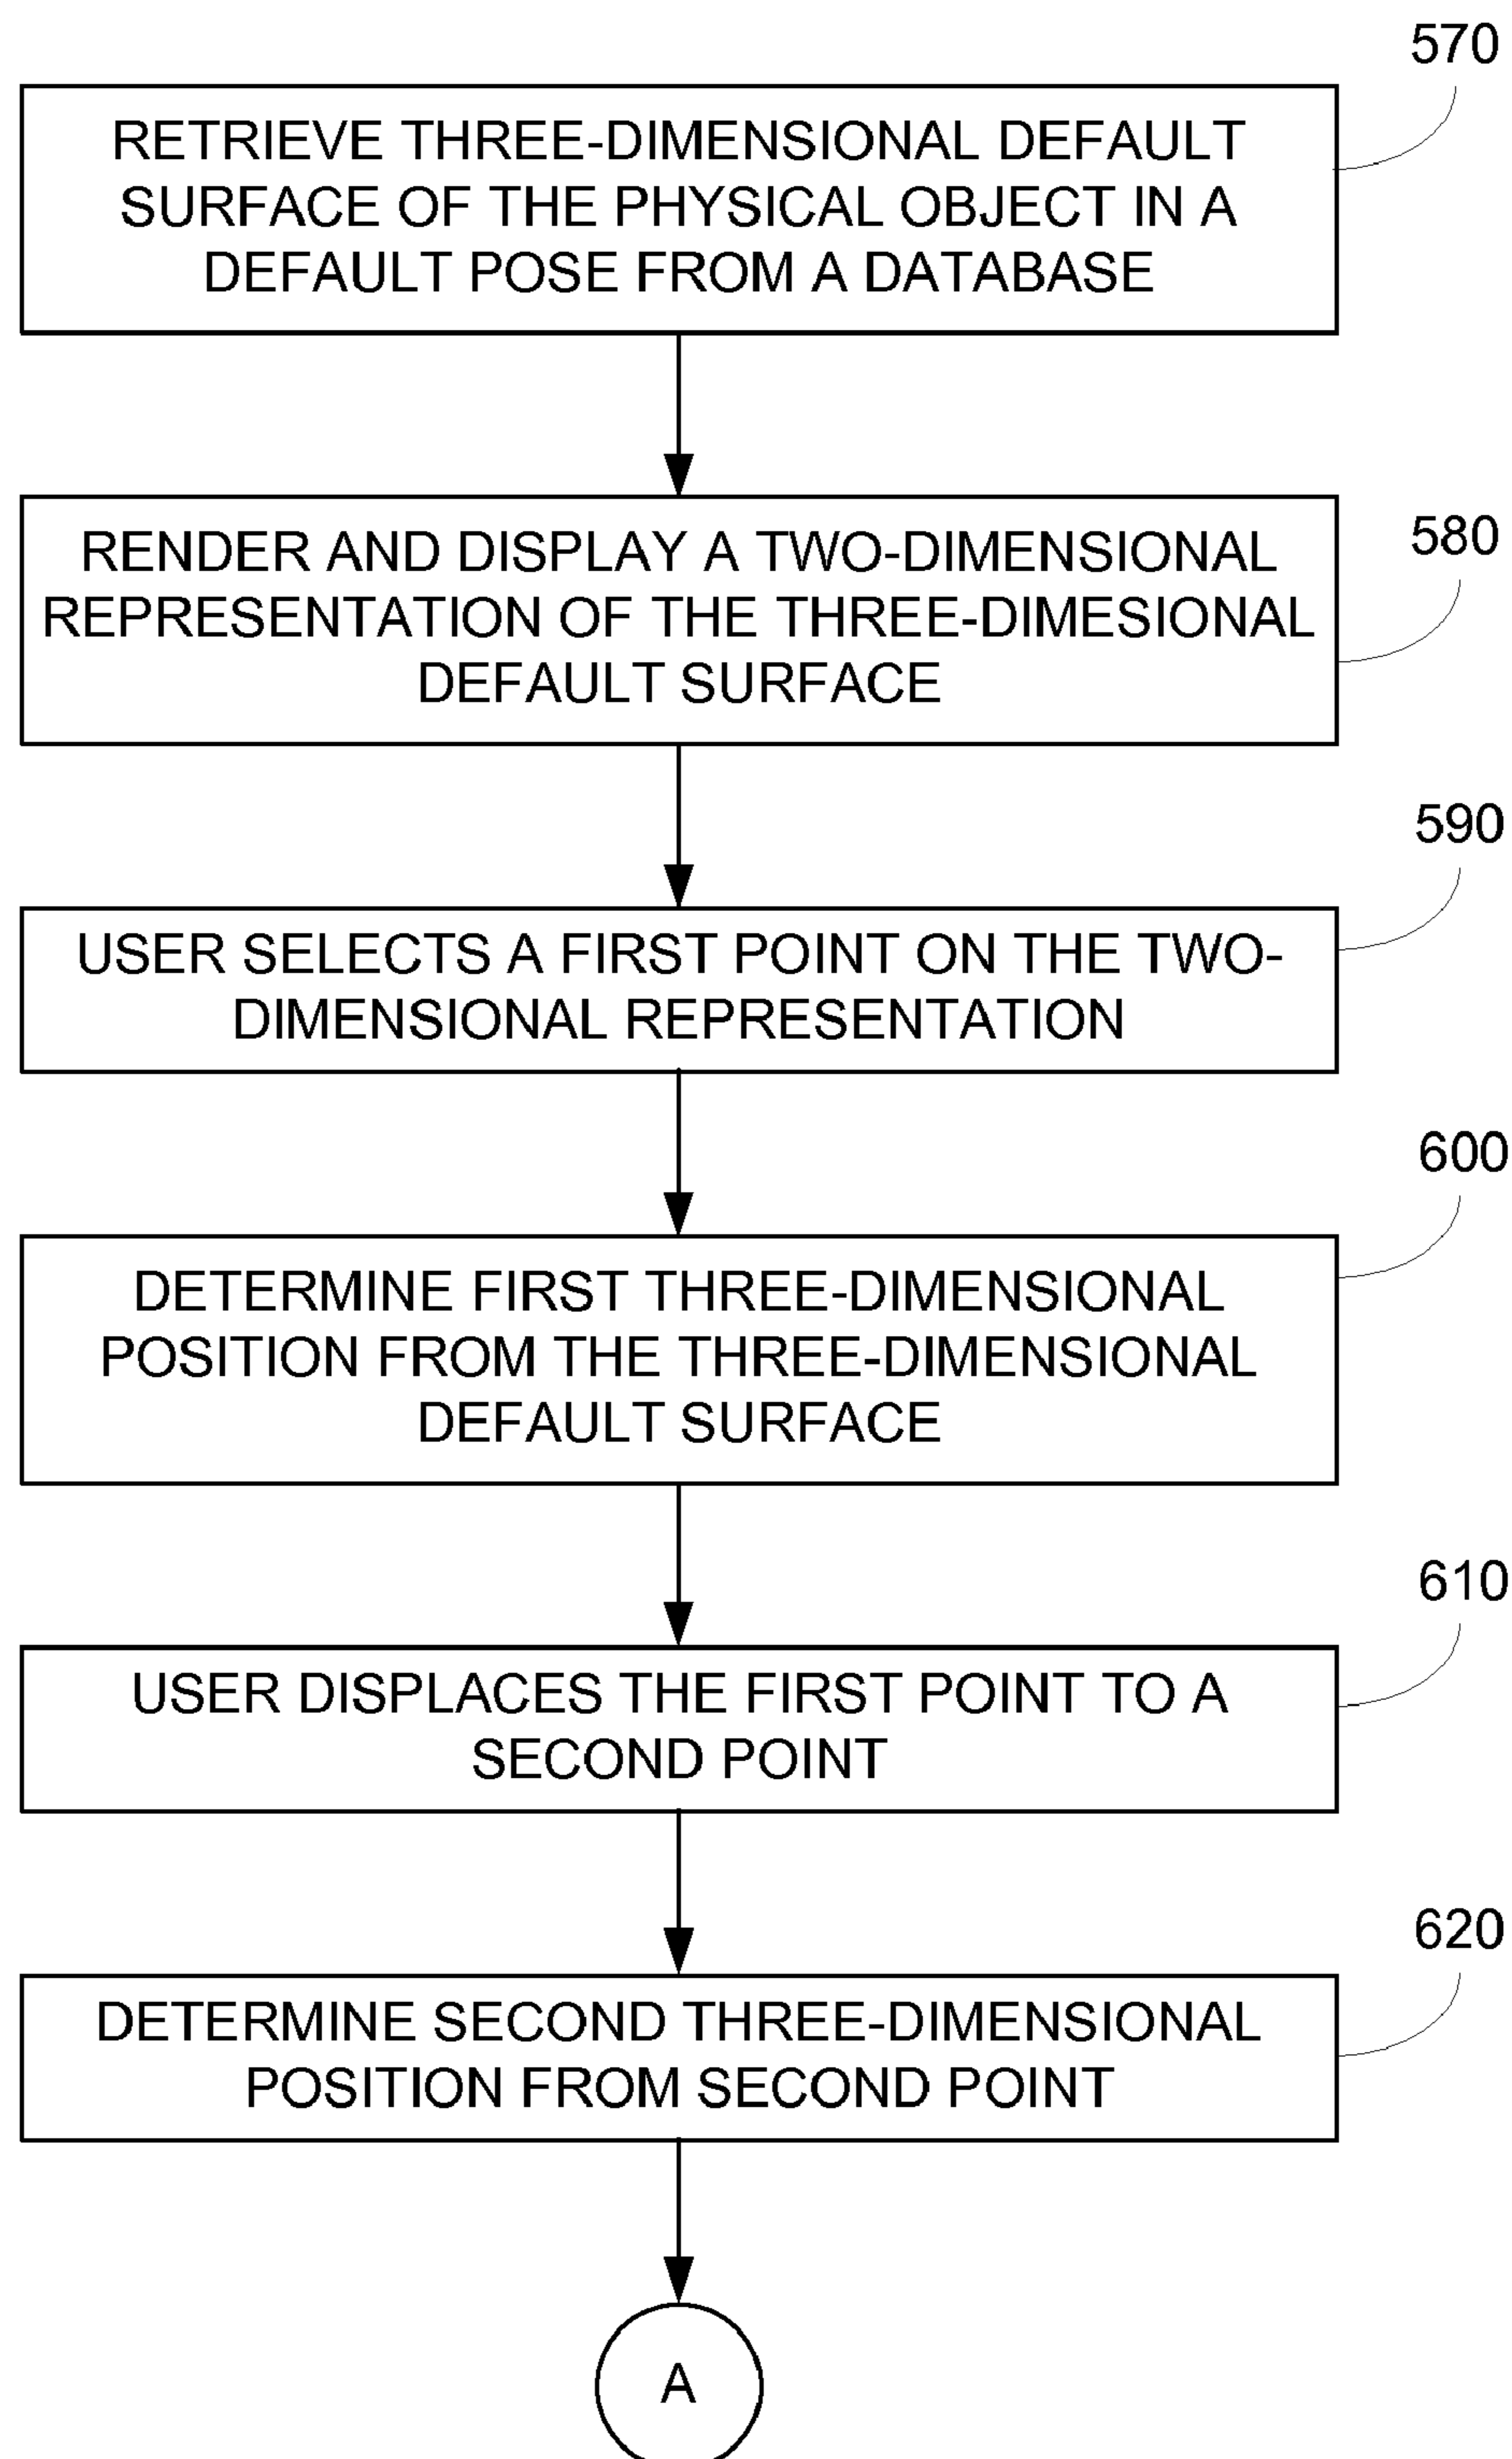 570
RETRIEVE THREE-DIMENSIONAL DEFAULT
SURFACE OF THE PHYSICAL OBJECT IN A
DEFAULT POSE FROM A DATABASE
580
RENDER AND DISPLAY A TWO-DIMENSIONAL
REPRESENTATION OF THE THREE-DIMESIONAL
DEFAULT SURFACE
590
USER SELECTS A FIRST POINT ON THE TWO-
DIMENSIONAL REPRESENTATION
600
DETERMINE FIRST THREE-DIMENSIONAL
POSITION FROM THE THREE-DIMENSIONAL
DEFAULT SURFACE
610
USER DISPLACES THE FIRST POINT TO A
SECOND POINT
620
DETERMINE SECOND THREE-DIMENSIONAL
POSITION FROM SECOND POINT
A